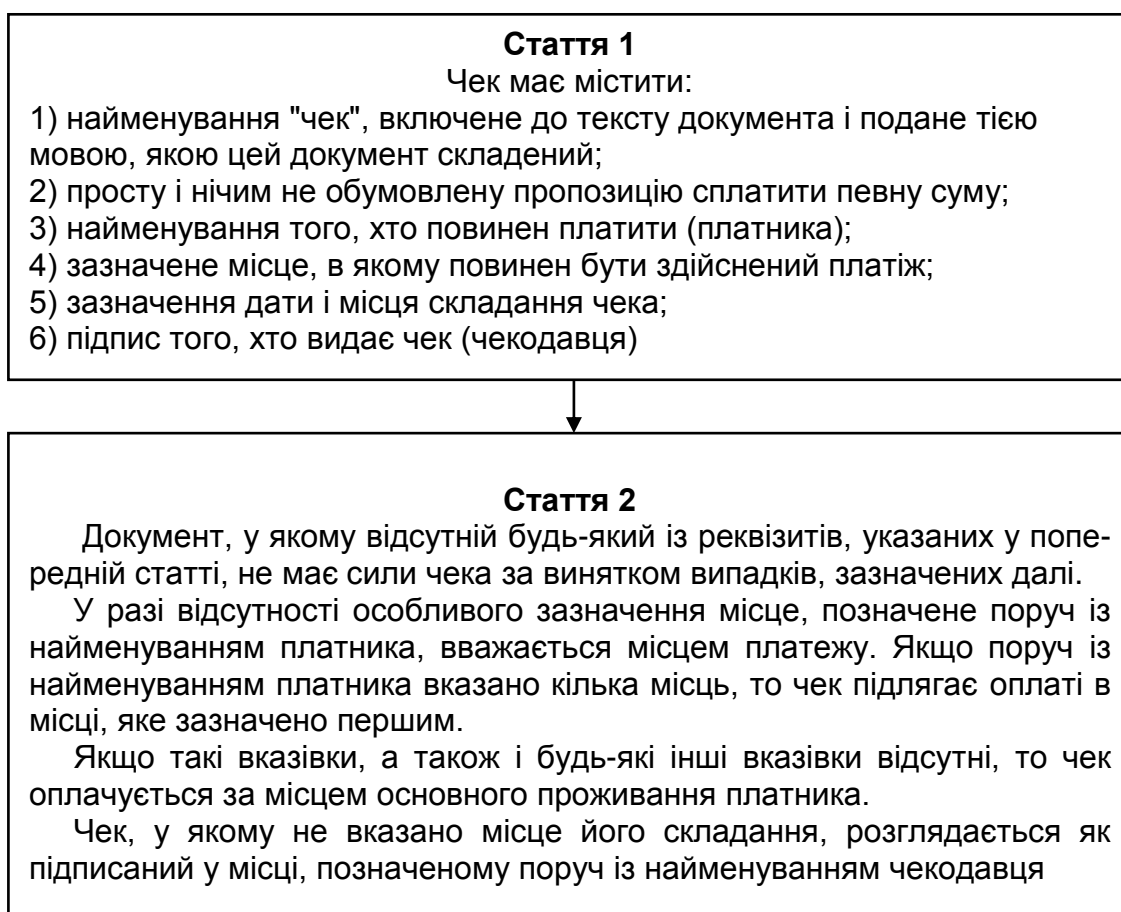 Стаття 1
Чек має містити:
1) найменування "чек", включене до тексту документа і подане тією
мовою, якою цей документ складений;
2) просту і нічим не обумовлену пропозицію сплатити певну суму;
3) найменування того, хто повинен платити (платника);
4) зазначене місце, в якому повинен бути здійснений платіж;
5) зазначення дати і місця складання чека;
6) підпис того, хто видає чек (чекодавця)
Стаття 2
Документ, у якому відсутній будь-який із реквізитів, указаних у попе-
редній статті, не має сили чека за винятком випадків, зазначених далі.
У разі відсутності особливого зазначення місце, позначене поруч із
найменуванням платника, вважається місцем платежу. Якщо поруч із
найменуванням платника вказано кілька місць, то чек підлягає оплаті в
місці, яке зазначено першим.
Якщо такі вказівки, а також і будь-які інші вказівки відсутні, то чек
оплачується за місцем основного проживання платника.
Чек, у якому не вказано місце його складання, розглядається як
підписаний у місці, позначеному поруч із найменуванням чекодавця